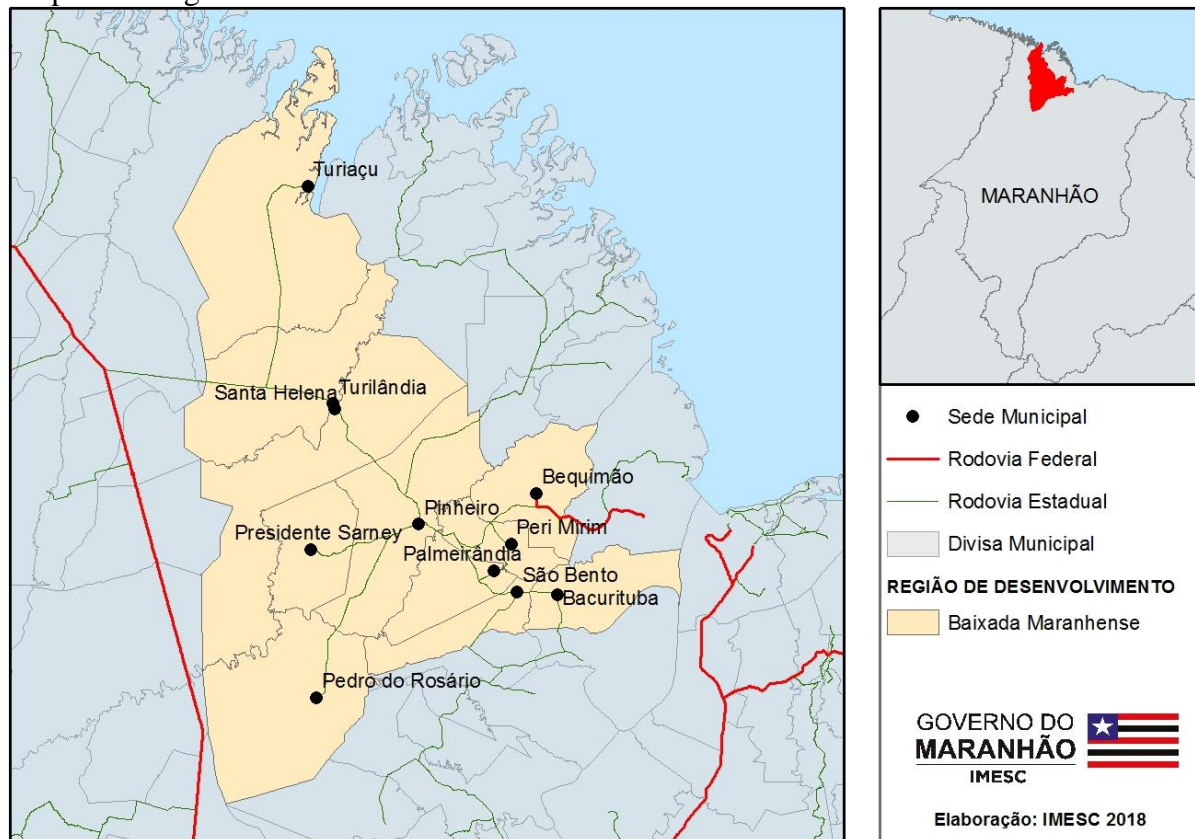 Turiaçu
Santa Helena
Turilândia
Bequimão
Pinheiro
Presidente Sarney
Peri Mirim
Palmeirândia
São Bento
Bacurituba
Pedro do Rosário
MARANHÃO
Sede Municipal
Rodovia Federal
Rodovia Estadual
Divisa Municipal
REGIÃO DE DESENVOLVIMENTO
Baixada Maranhense
GOVERNO DO
MARANHÃO
IMESC
Elaboração: IMESC 2018